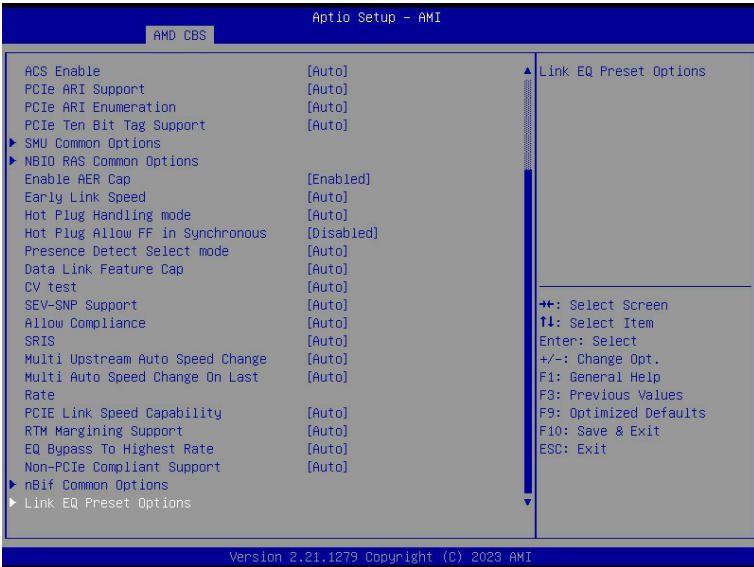 Aptio Setup – AMI
AMD CBS
ACS Enable [Auto]
PCIe ARI Support [Auto]
PCIe ARI Enumeration [Auto]
PCIe Ten Bit Tag Support [Auto]
SMU Common Options
NBIO RAS Common Options
Enable AER Cap [Enabled]
Early Link Speed [Auto]
Hot Plug Handling mode [Auto]
Hot Plug Allow FF in Synchronous [Disabled]
Presence Detect Select mode [Auto]
Data Link Feature Cap [Auto]
CV test [Auto]
SEV-SNP Support [Auto]
Allow Compliance [Auto]
SRIS [Auto]
Multi Upstream Auto Speed Change [Auto]
Multi Auto Speed Change On Last [Auto]
Rate
PCIE Link Speed Capability [Auto]
RTM Margining Support [Auto]
EQ Bypass To Highest Rate [Auto]
Non-PCIe Compliant Support [Auto]
nBif Common Options
Link EQ Preset Options
Link EQ Preset Options
→←: Select Screen
↑↓: Select Item
Enter: Select
+/-: Change Opt.
F1: General Help
F3: Previous Values
F9: Optimized Defaults
F10: Save & Exit
ESC: Exit
Version 2.21.1279 Copyright (C) 2023 AMI